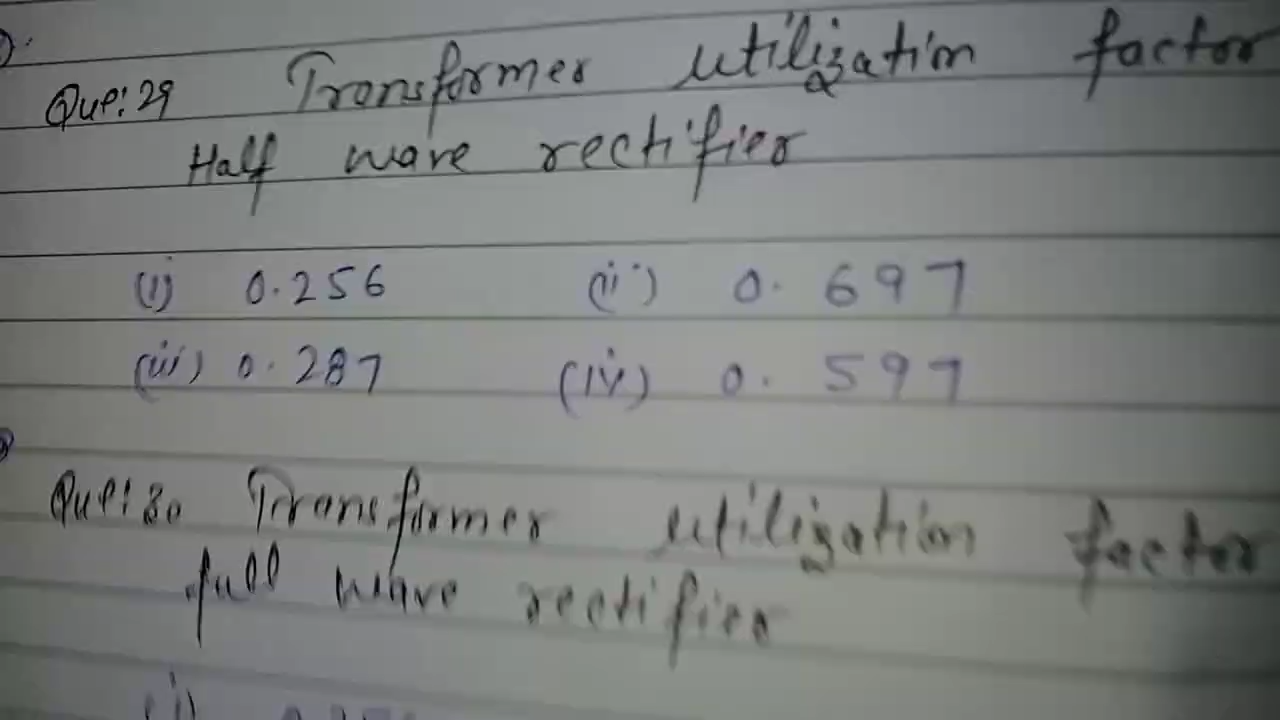 Que:29 Transformer utilization factor
Half wave rectifier
(i) 0.256 (ii) 0.697
(iii) 0.287 (iv) 0.597
Que:30 Transformer utilization factor
full wave rectifier
(i)